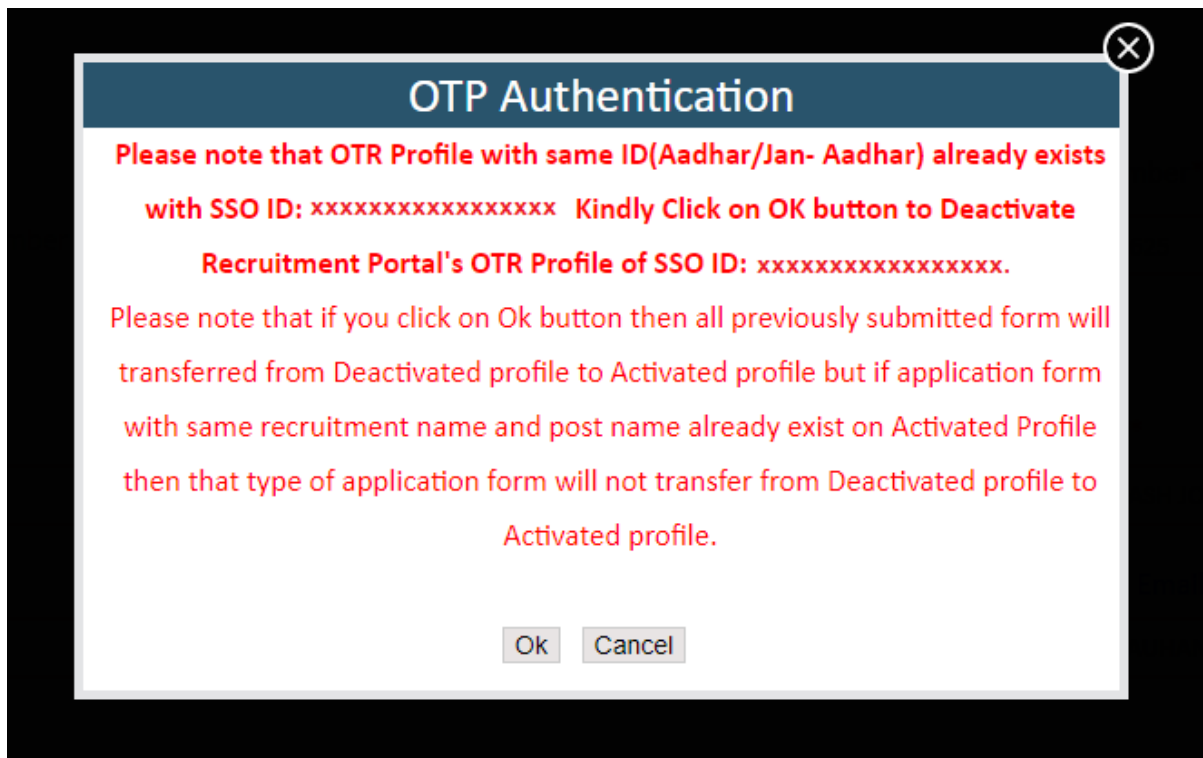 OTP Authentication
Please note that OTR Profile with same ID(Aadhar/Jan- Aadhar) already exists
with SSO ID: xxxxxxxxxxxxxxxxx Kindly Click on OK button to Deactivate
Recruitment Portal's OTR Profile of SSO ID: xxxxxxxxxxxxxxxxx.
Please note that if you click on Ok button then all previously submitted form will
transferred from Deactivated profile to Activated profile but if application form
with same recruitment name and post name already exist on Activated Profile
then that type of application form will not transfer from Deactivated profile to
Activated profile.
Ok Cancel